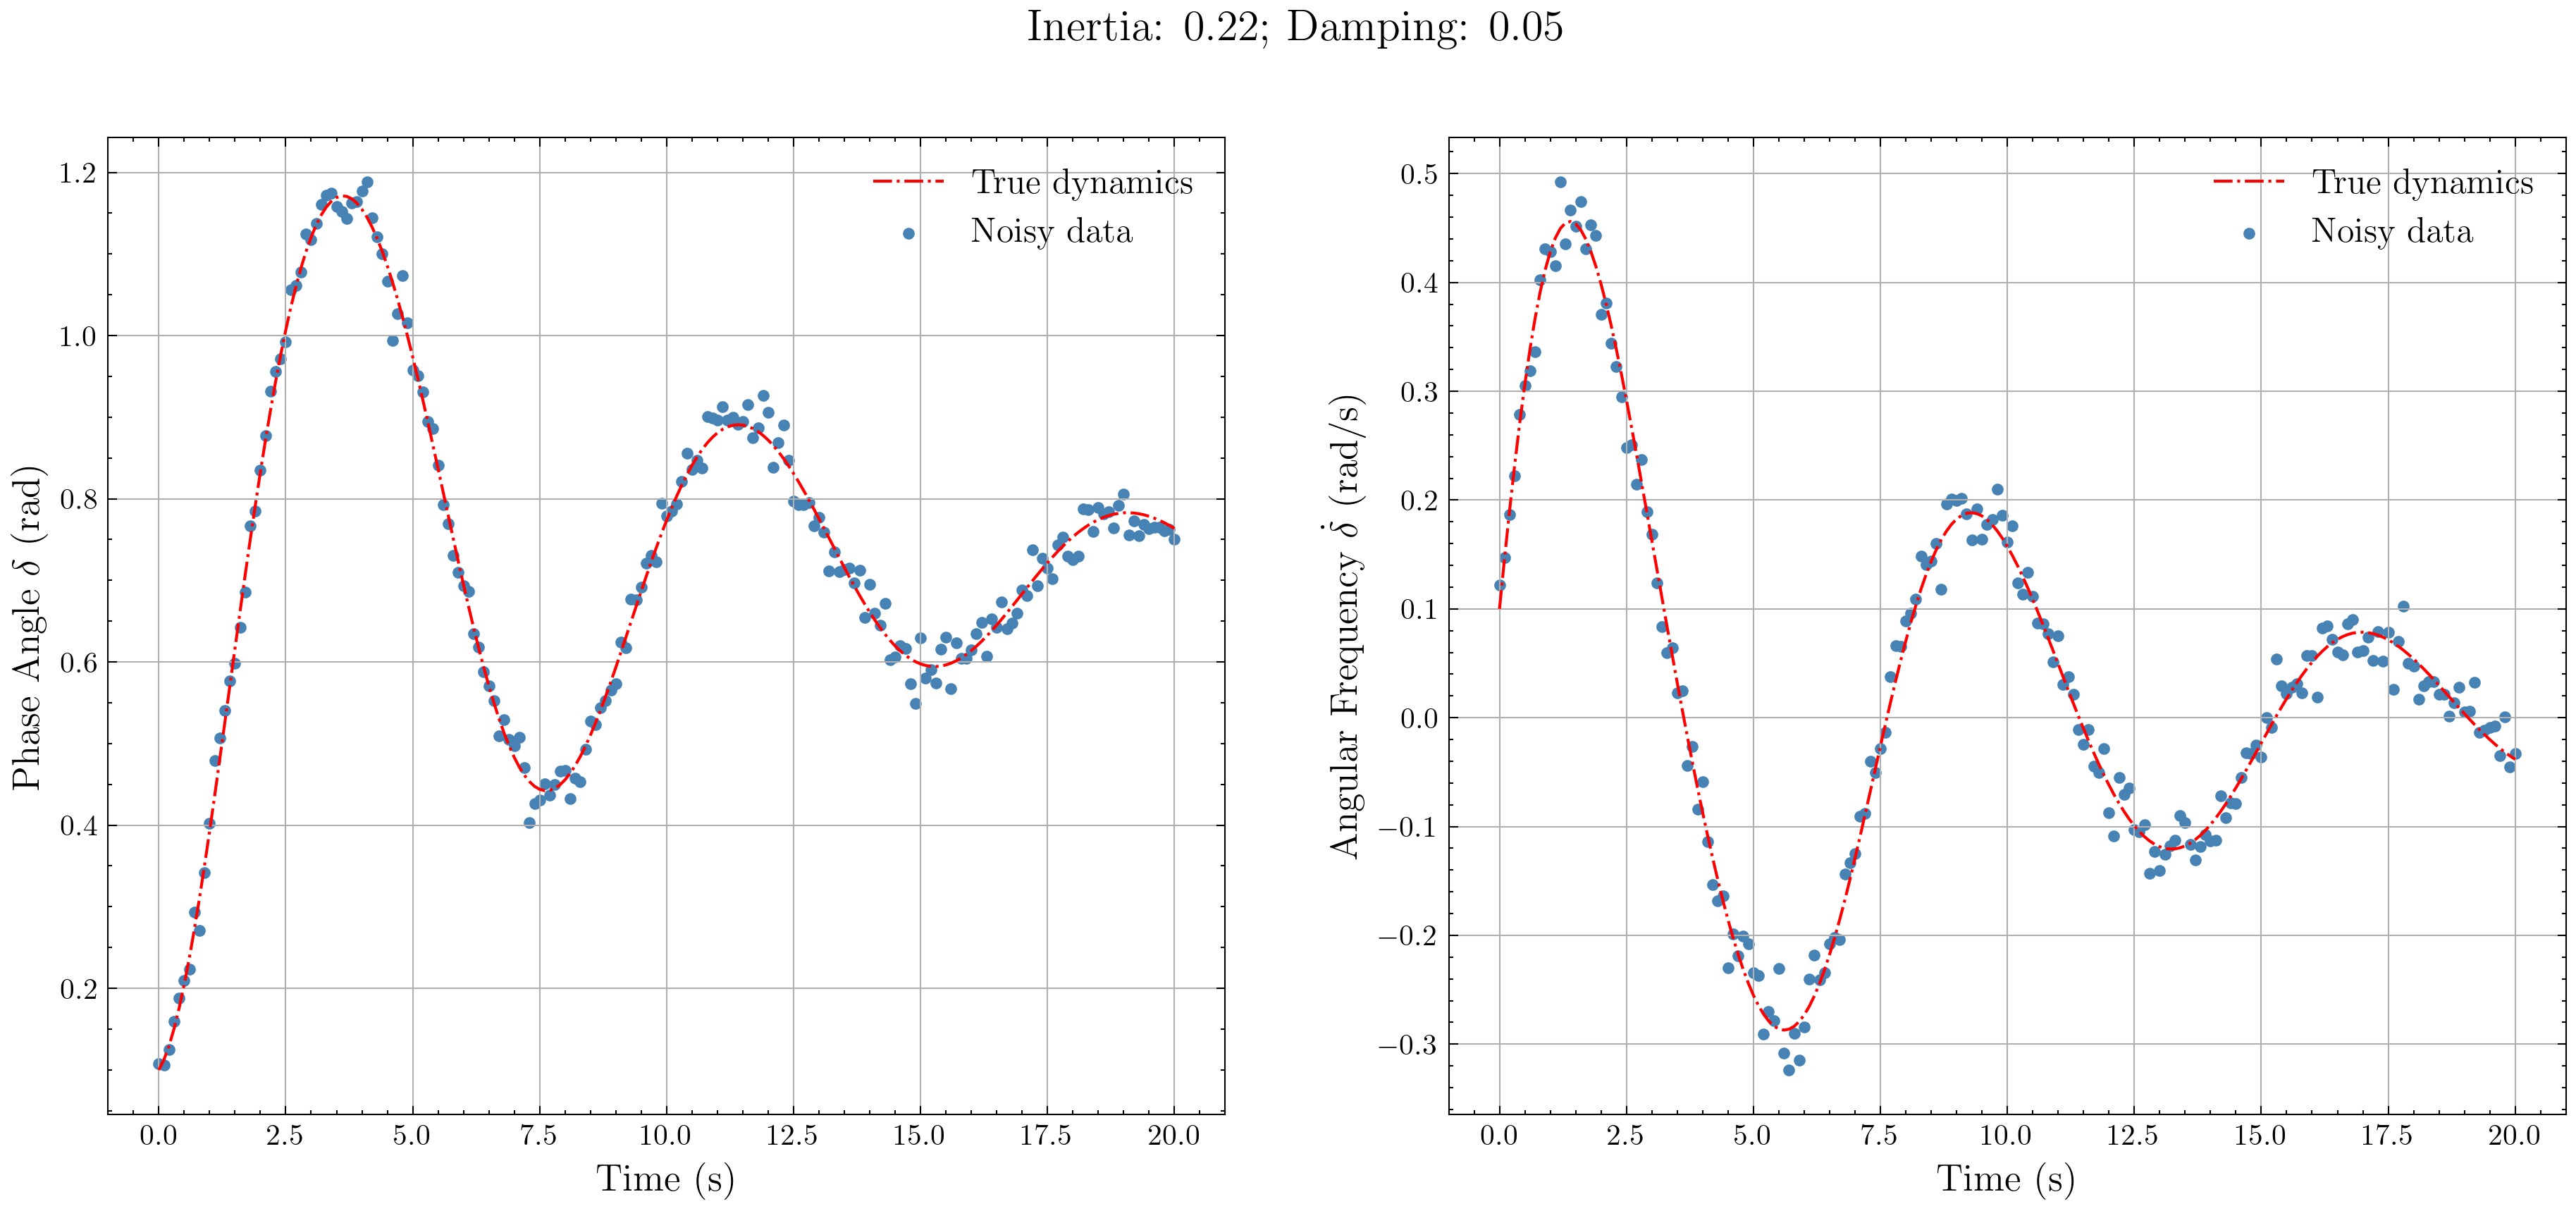 Inertia: 0.22; Damping: 0.05
Phase Angle δ (rad)
1.2
1.0
0.8
0.6
0.4
0.2
True dynamics
Noisy data
0.0 2.5 5.0 7.5 10.0 12.5 15.0 17.5 20.0
Time (s)
Angular Frequency δ̇ (rad/s)
0.5
0.4
0.3
0.2
0.1
0.0
−0.1
−0.2
−0.3
True dynamics
Noisy data
0.0 2.5 5.0 7.5 10.0 12.5 15.0 17.5 20.0
Time (s)